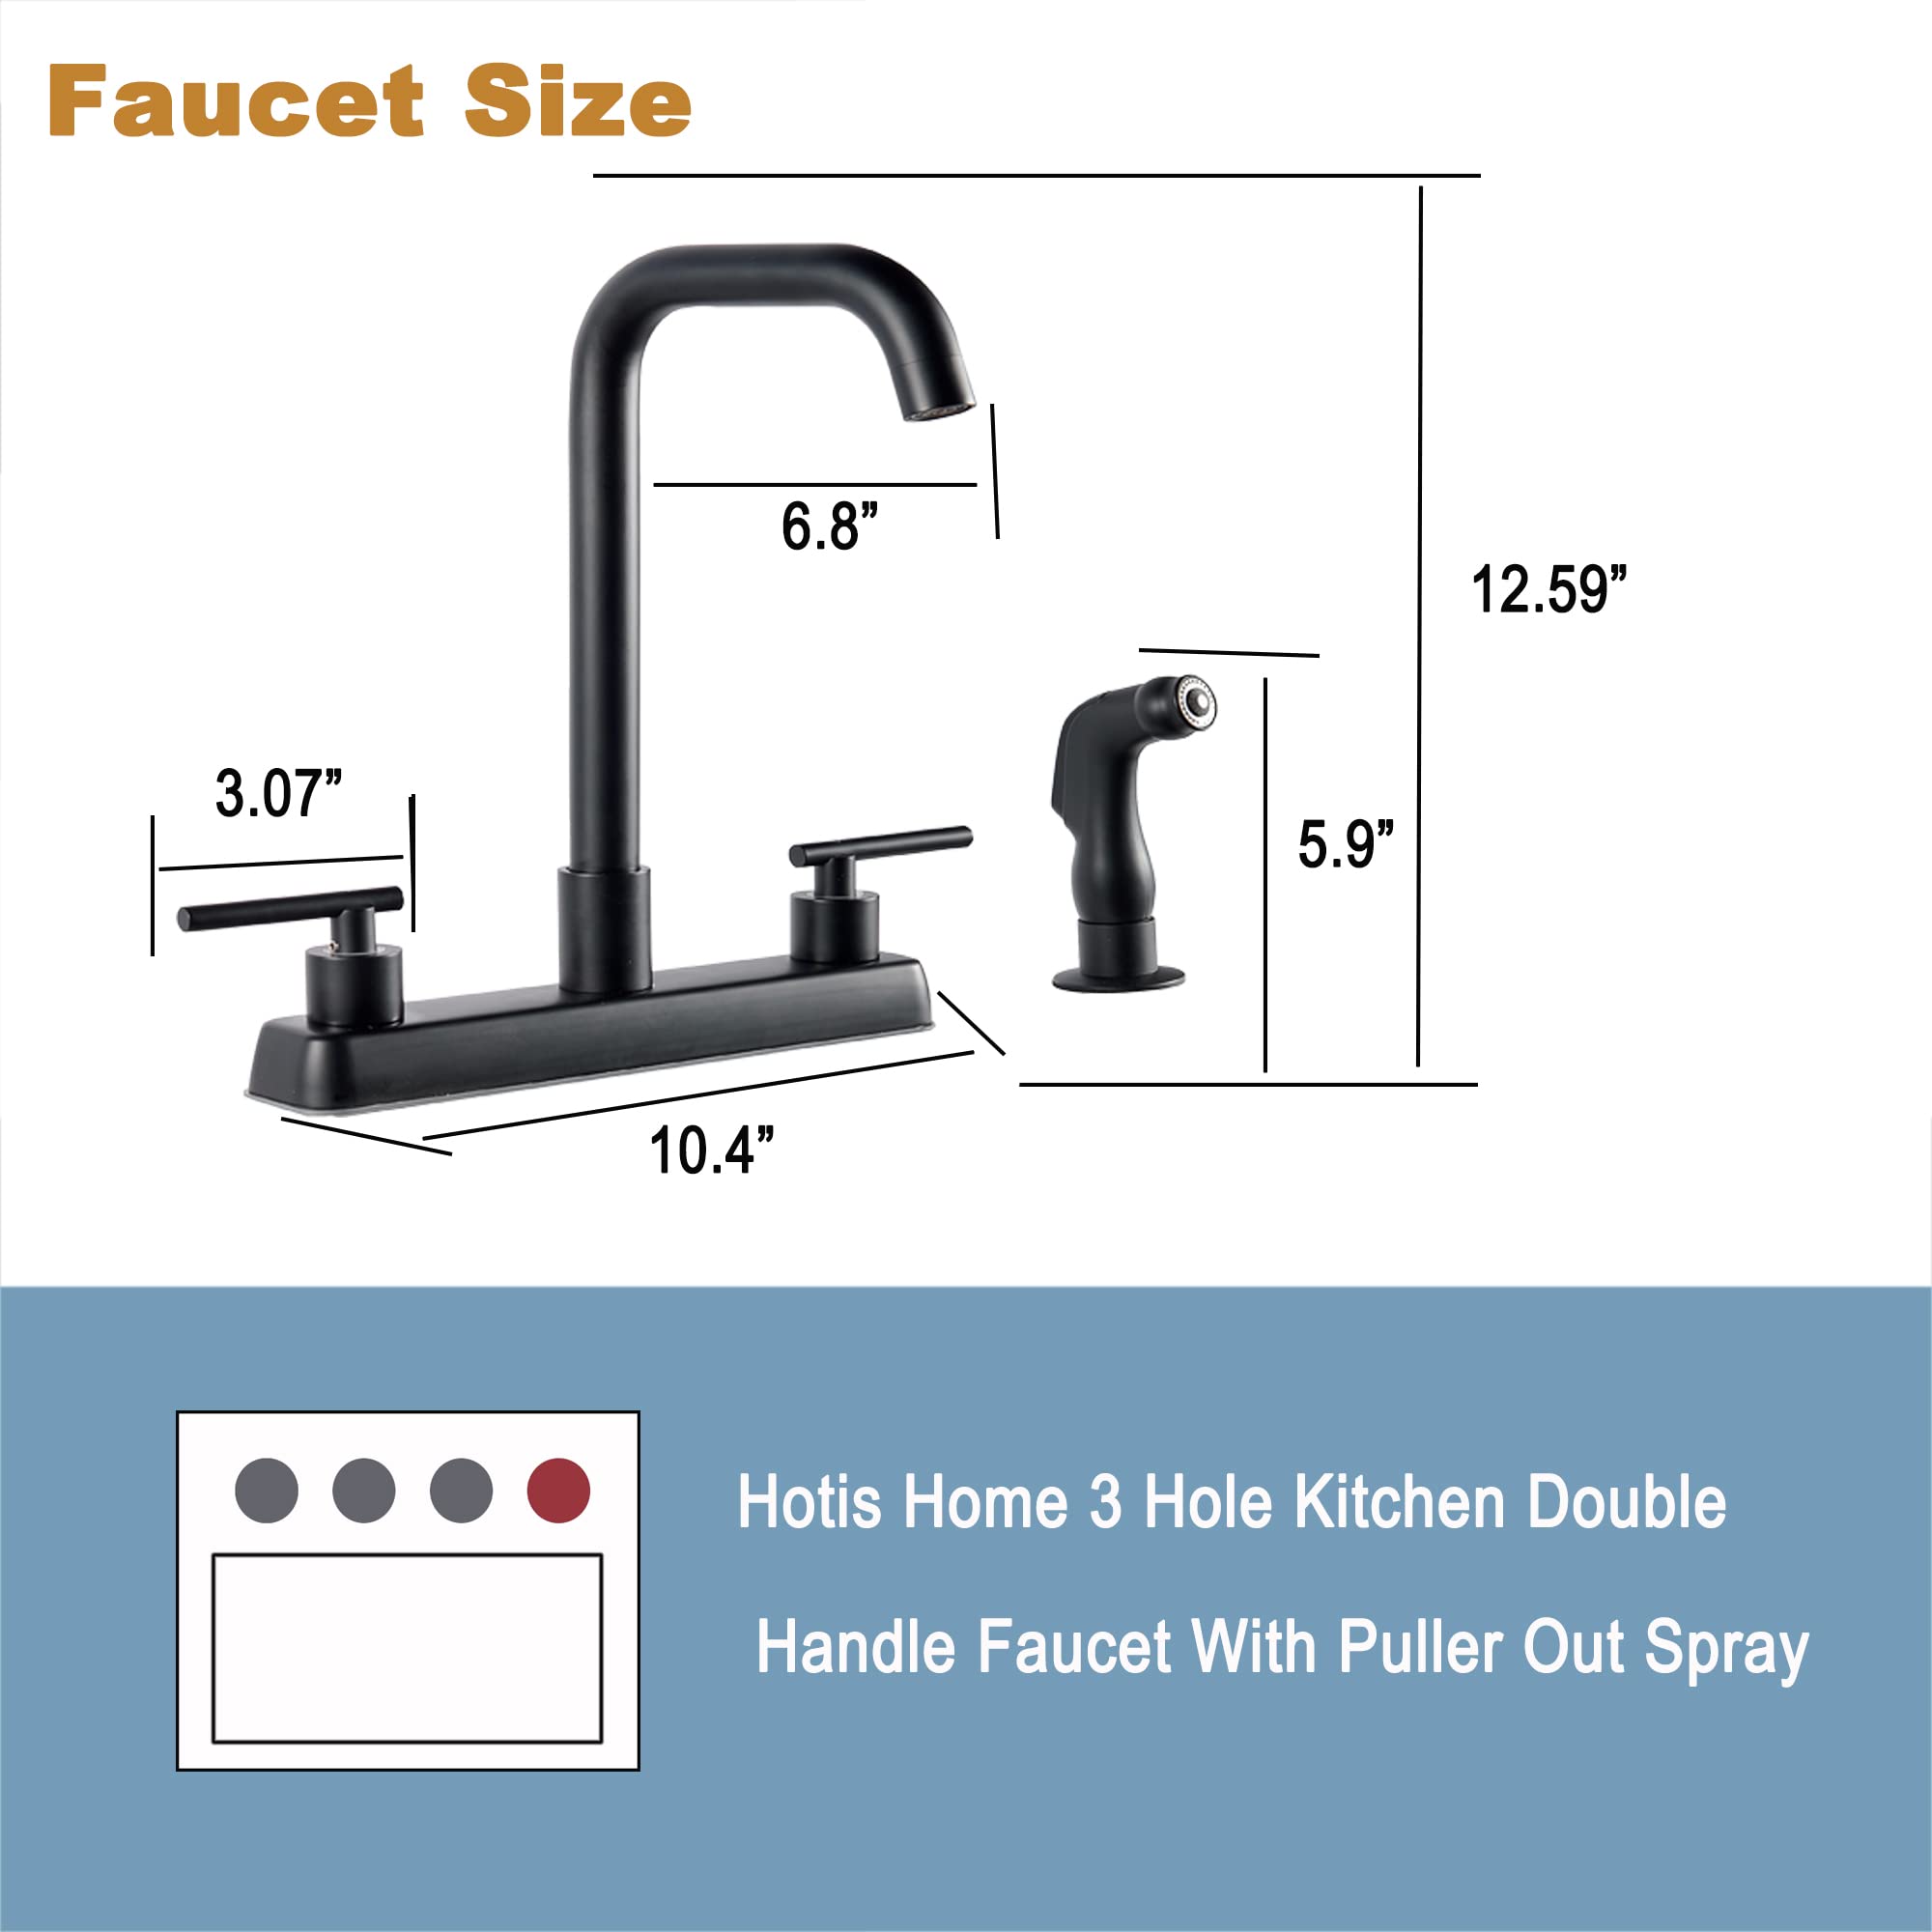 Faucet Size
6.8”
12.59”
3.07”
5.9”
10.4”
Hotis Home 3 Hole Kitchen Double
Handle Faucet With Puller Out Spray